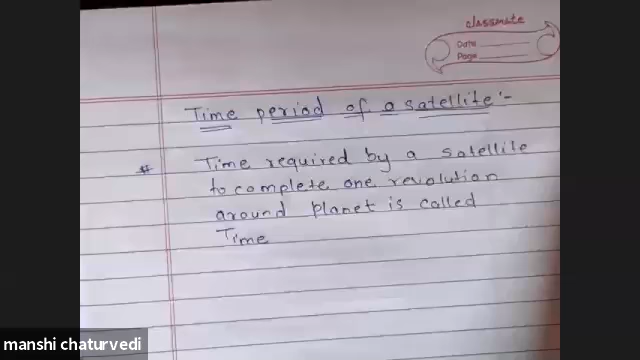 classmate
Date
Page
Time period of a satellite:-
# Time required by a satellite
to complete one revolution
around planet is called
Time
manshi chaturvedi